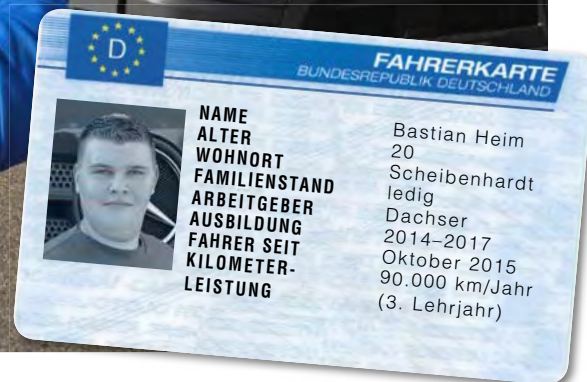 D
FAHRERKARTE
BUNDESREPUBLIK DEUTSCHLAND
NAME Bastian Heim
ALTER 20
WOHNORT Scheibenhardt
FAMILIENSTAND ledig
ARBEITGEBER Dachser
AUSBILDUNG 2014–2017
FAHRER SEIT Oktober 2015
KILOMETER- 90.000 km/Jahr
LEISTUNG (3. Lehrjahr)